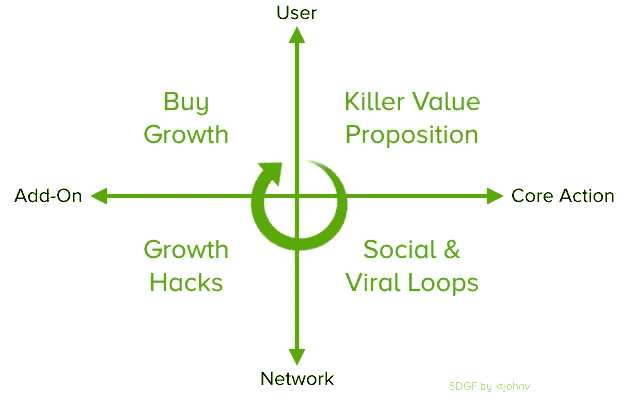 User
Buy
Growth
Killer Value
Proposition
Add-On
Core Action
Growth
Hacks
Social &
Viral Loops
Network
SDGF by @johnv